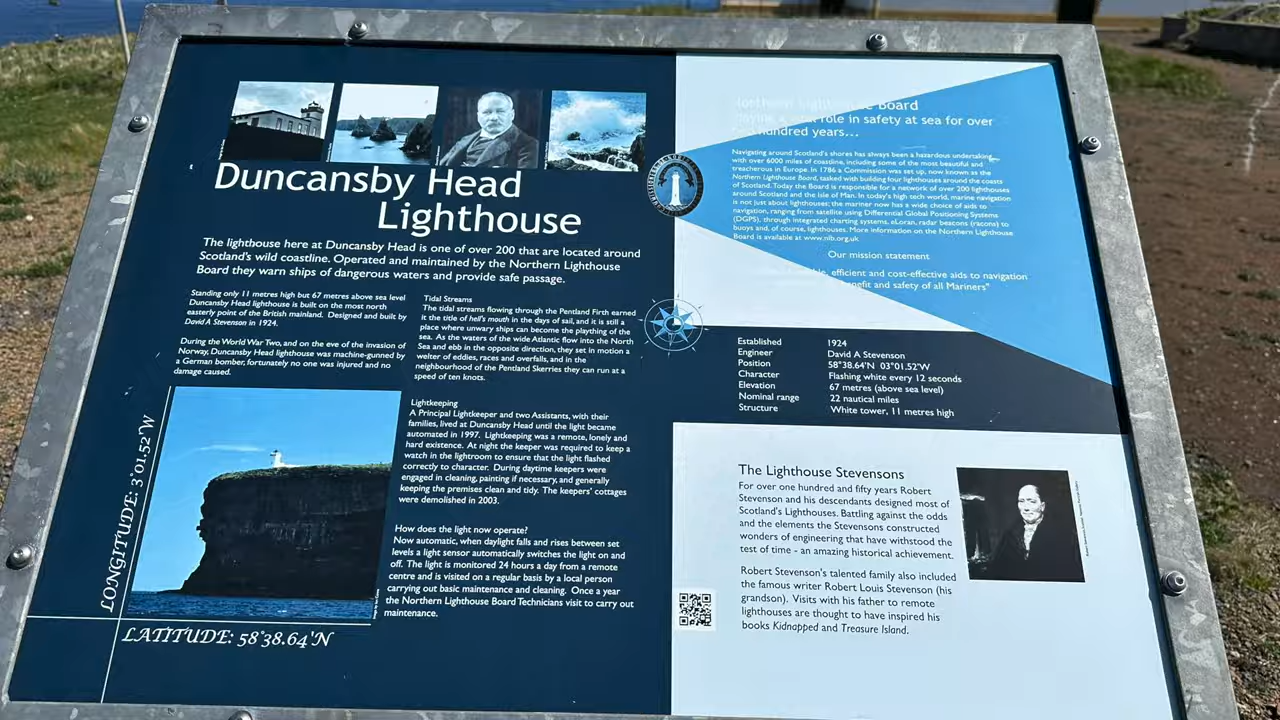 Duncansby Head
Lighthouse
The lighthouse here at Duncansby Head is one of over 200 that are located around
Scotland's wild coastline. Operated and maintained by the Northern Lighthouse
Board they warn ships of dangerous waters and provide safe passage.
Standing only 11 metres high but 67 metres above sea level
Duncansby Head lighthouse is built on the most north
easterly point of the British mainland. Designed and built by
David A Stevenson in 1924.
During the World War Two, and on the eve of the invasion of
Norway, Duncansby Head lighthouse was machine-gunned by
a German bomber, fortunately no one was injured and no
damage caused.
LONGITUDE: 3°01.52'W
LATITUDE: 58°38.64'N
Tidal Streams
The tidal streams flowing through the Pentland Firth earned
it the title of hell's mouth in the days of sail, and it is still a
place where unwary ships can become the plaything of the
sea. As the waters of the wide Atlantic flow into the North
Sea and ebb in the opposite direction, they set in motion a
welter of eddies, races and overfalls, and in the
neighbourhood of the Pentland Skerries they can run at a
speed of ten knots.
Lightkeeping
A Principal Lightkeeper and two Assistants, with their
families, lived at Duncansby Head until the light became
automated in 1997. Lightkeeping was a remote, lonely and
hard existence. At night the keeper was required to keep a
watch in the lightroom to ensure that the light flashed
correctly to character. During daytime keepers were
engaged in cleaning, painting if necessary, and generally
keeping the premises clean and tidy. The keepers' cottages
were demolished in 2003.
How does the light now operate?
Now automatic, when daylight falls and rises between set
levels a light sensor automatically switches the light on and
off. The light is monitored 24 hours a day from a remote
centre and is visited on a regular basis by a local person
carrying out basic maintenance and cleaning. Once a year
the Northern Lighthouse Board Technicians visit to carry out
maintenance.
Northern Lighthouse Board
role in safety at sea for over
hundred years...
Navigating around Scotland's shores has always been a hazardous undertaking,
with over 6000 miles of coastline, including some of the most beautiful and
treacherous in Europe. In 1786 a Commission was set up, now known as the
Northern Lighthouse Board, tasked with building four lighthouses around the coasts
of Scotland. Today the Board is responsible for a network of over 200 lighthouses
around Scotland and the Isle of Man. In today's high tech world, marine navigation
is not just about lighthouses; the mariner now has a wide choice of aids to
navigation, ranging from satellite using Differential Global Positioning Systems
(DGPS), through integrated charting systems, eLoran, radar beacons (racons) to
buoys and, of course, lighthouses. More information on the Northern Lighthouse
Board is available at www.nlb.org.uk
Our mission statement
efficient and cost-effective aids to navigation
benefit and safety of all Mariners"
Established 1924
Engineer David A Stevenson
Position 58°38.64'N 03°01.52'W
Character Flashing white every 12 seconds
Elevation 67 metres (above sea level)
Nominal range 22 nautical miles
Structure White tower, 11 metres high
The Lighthouse Stevensons
For over one hundred and fifty years Robert
Stevenson and his descendants designed most of
Scotland's Lighthouses. Battling against the odds
and the elements the Stevensons constructed
wonders of engineering that have withstood the
test of time - an amazing historical achievement.
Robert Stevenson's talented family also included
the famous writer Robert Louis Stevenson (his
grandson). Visits with his father to remote
lighthouses are thought to have inspired his
books Kidnapped and Treasure Island.